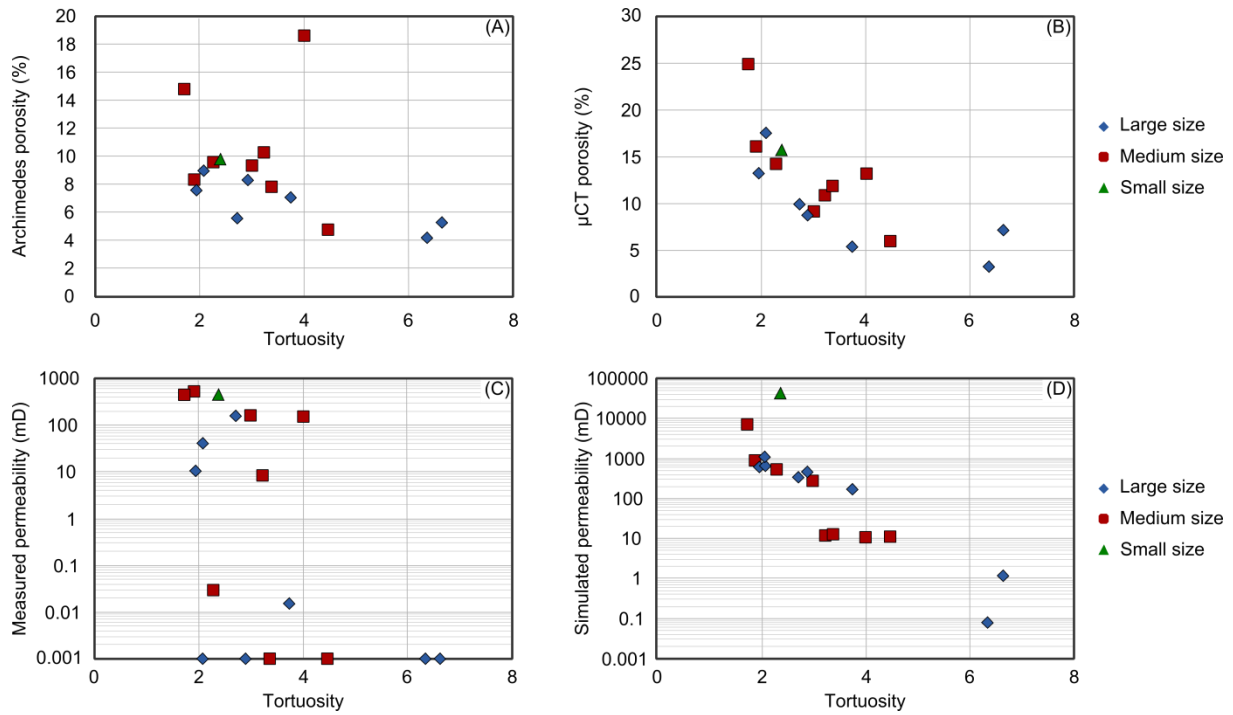 (A)
Archimedes porosity (%)
20
18
16
14
12
10
8
6
4
2
0
0 2 4 6 8
Tortuosity
(B)
µCT porosity (%)
30
25
20
15
10
5
0
0 2 4 6 8
Tortuosity
Large size
Medium size
Small size
(C)
Measured permeability (mD)
1000
100
10
1
0.1
0.01
0.001
0 2 4 6 8
Tortuosity
(D)
Simulated permeability (mD)
100000
10000
1000
100
10
1
0.1
0.001
0 2 4 6 8
Tortuosity
Large size
Medium size
Small size